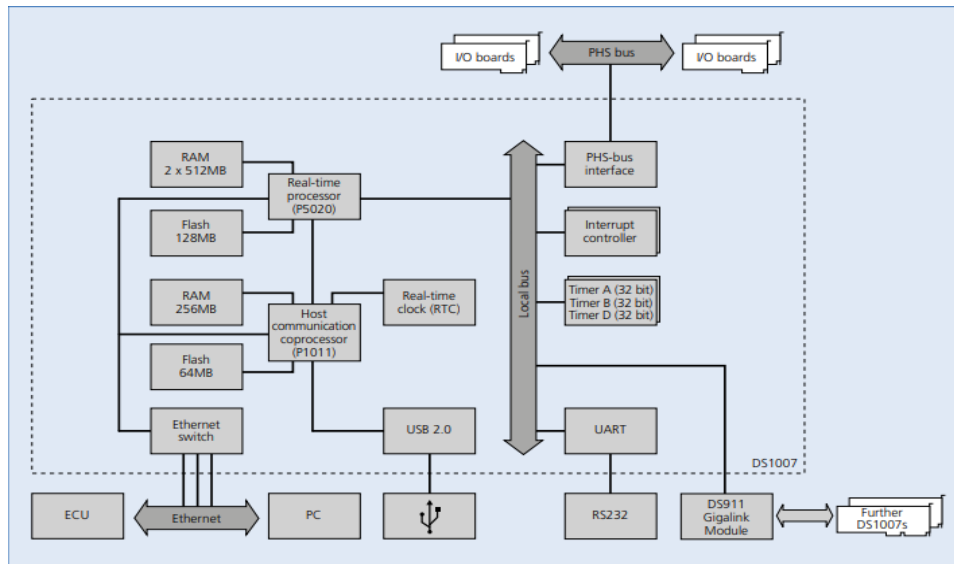 I/O boards
PHS bus
I/O boards
RAM
2 x 512MB
Real-time
processor
(P5020)
PHS-bus
interface
Flash
128MB
Interrupt
controller
RAM
256MB
Real-time
clock (RTC)
Local bus
Timer A (32 bit)
Timer B (32 bit)
Timer D (32 bit)
Host
communication
coprocessor
(P1011)
Flash
64MB
Ethernet
switch
USB 2.0
UART
DS1007
ECU
Ethernet
PC
RS232
DS911
Gigalink
Module
Further
DS1007s